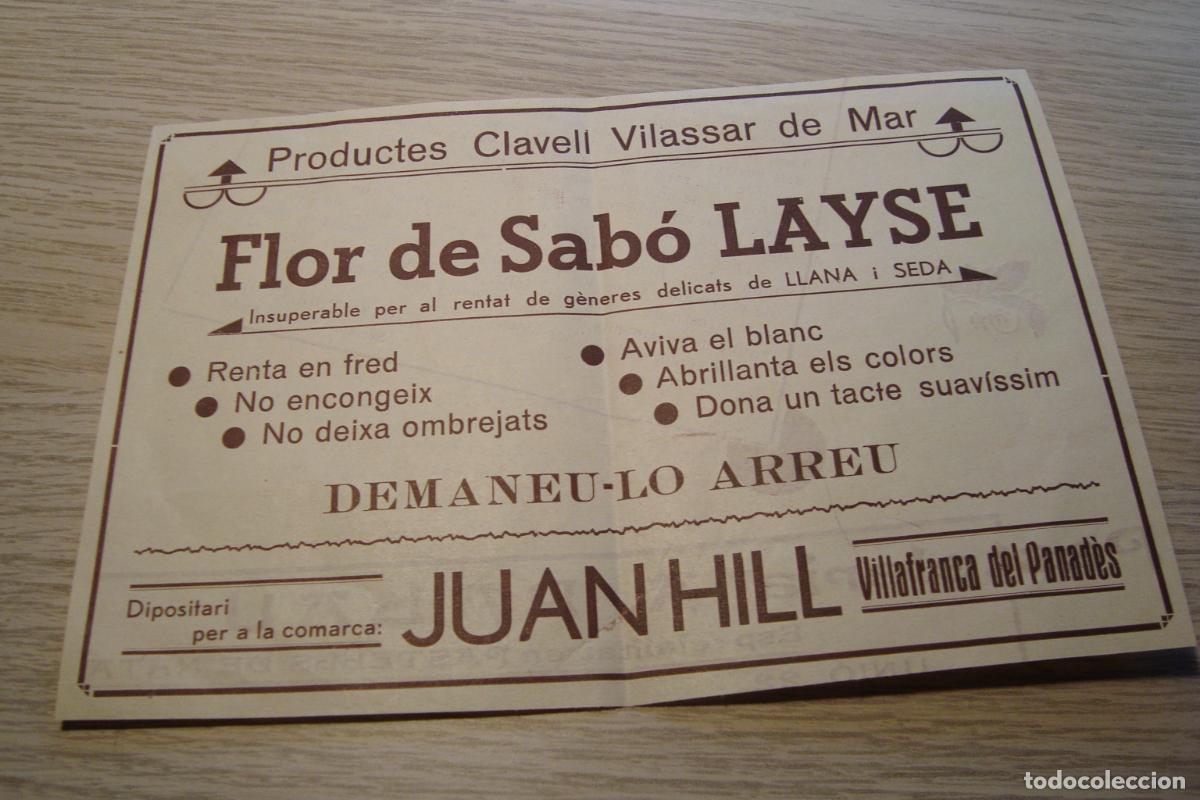 Productes Clavell Vilassar de Mar
Flor de Sabó LAYSE
Insuperable per al rentat de gèneres delicats de LLANA i SEDA
Renta en fred
No encongeix
No deixa ombrejats
Aviva el blanc
Abrillanta els colors
Dona un tacte suavíssim
DEMANEU-LO ARREU
Dipositari
per a la comarca:
JUAN HILL
Villafranca del Panadès
todocoleccion